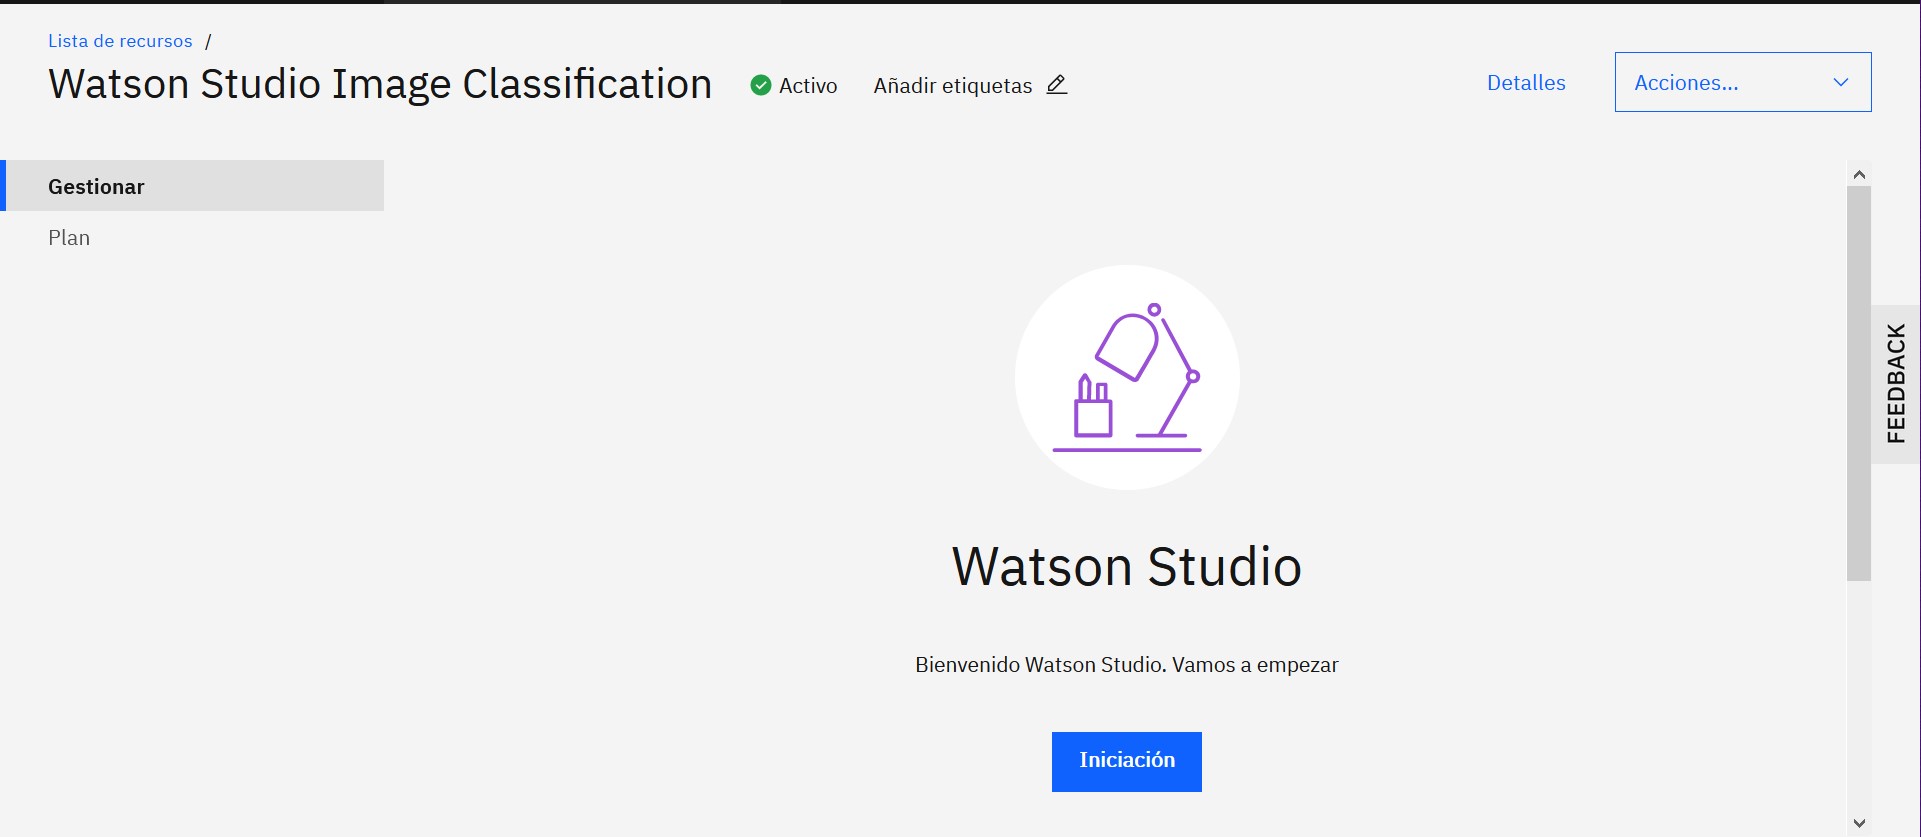 Lista de recursos /
Watson Studio Image Classification
Activo
Añadir etiquetas
Detalles
Acciones...
Gestionar
Plan
FEEDBACK
Watson Studio
Bienvenido Watson Studio. Vamos a empezar
Iniciación